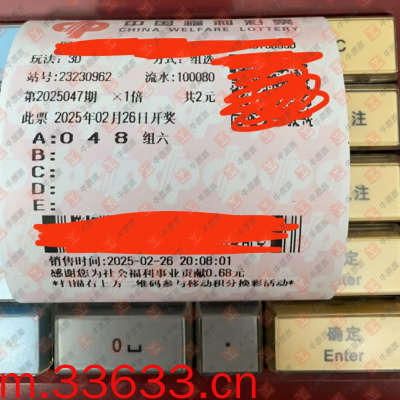 中国福利彩票
CHINA WELFARE LOTTERY
玩法:3D 方式:组选
站号:23230962 流水:100080
第2025047期 ×1倍 共2元
此票 2025年02月26日开奖
A:0 4 8 组六
B:
C:
D:
E:
销售时间:2025-02-26 20:08:01
感谢您为社会福利事业贡献0.68元
*扫描右上方二维码参与移动积分换彩活动*
C
注
注
0
.
确定
Enter
m.33633.cn